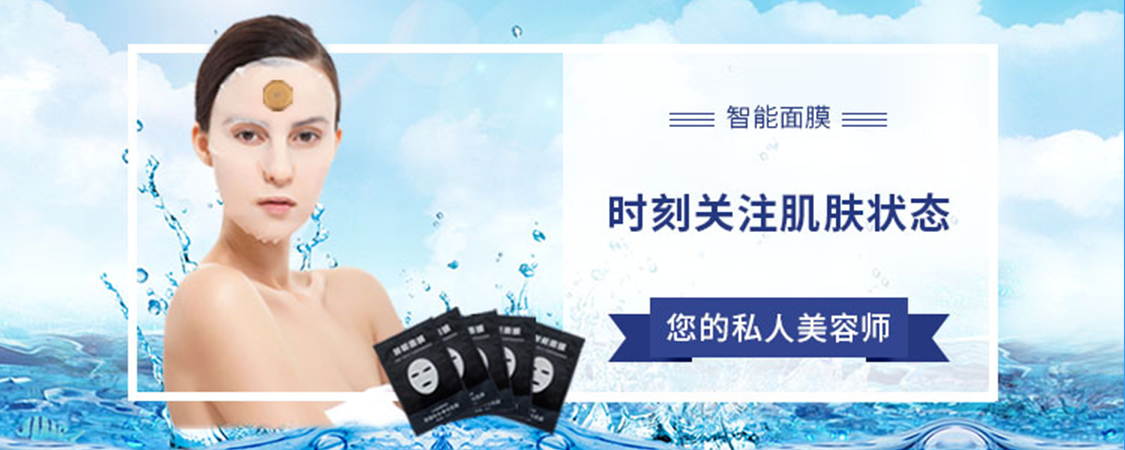 智能面膜
时刻关注肌肤状态
您的私人美容师